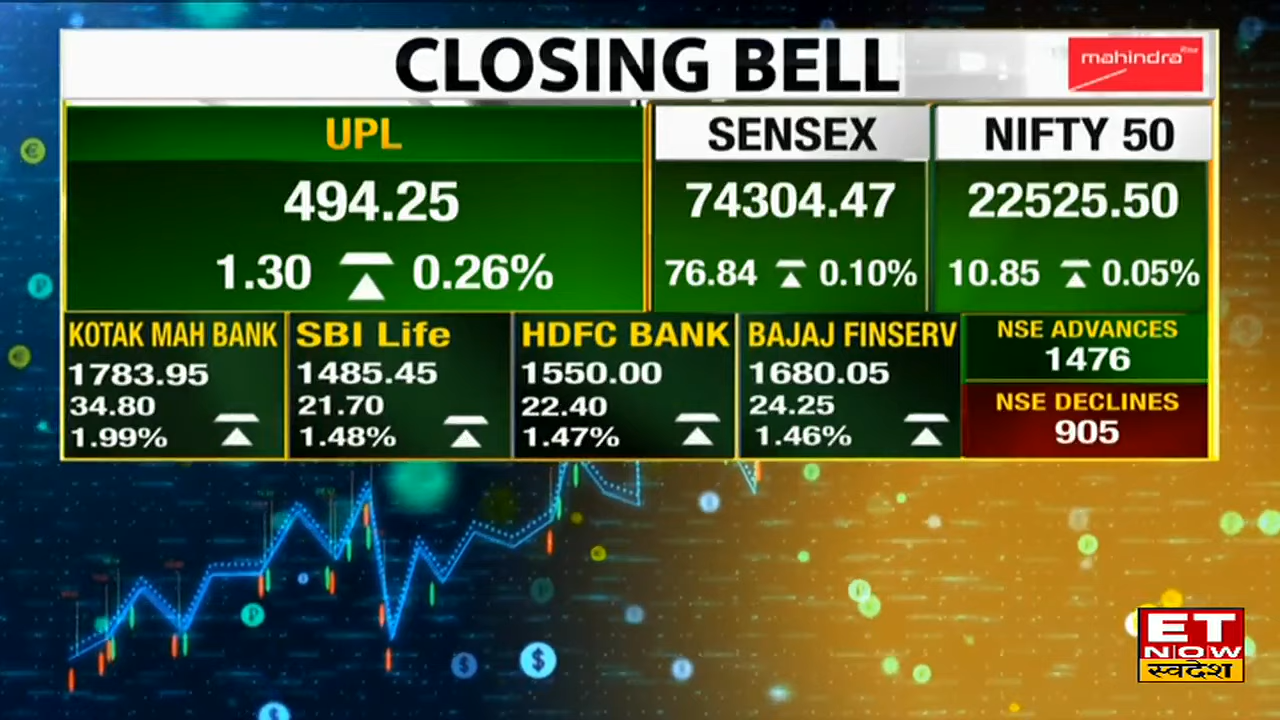 CLOSING BELL
mahindra Rise
UPL
494.25
1.30 0.26%
SENSEX
74304.47
76.84 0.10%
NIFTY 50
22525.50
10.85 0.05%
KOTAK MAH BANK
1783.95
34.80
1.99%
SBI Life
1485.45
21.70
1.48%
HDFC BANK
1550.00
22.40
1.47%
BAJAJ FINSERV
1680.05
24.25
1.46%
NSE ADVANCES
1476
NSE DECLINES
905
ET
NOW
स्वदेश